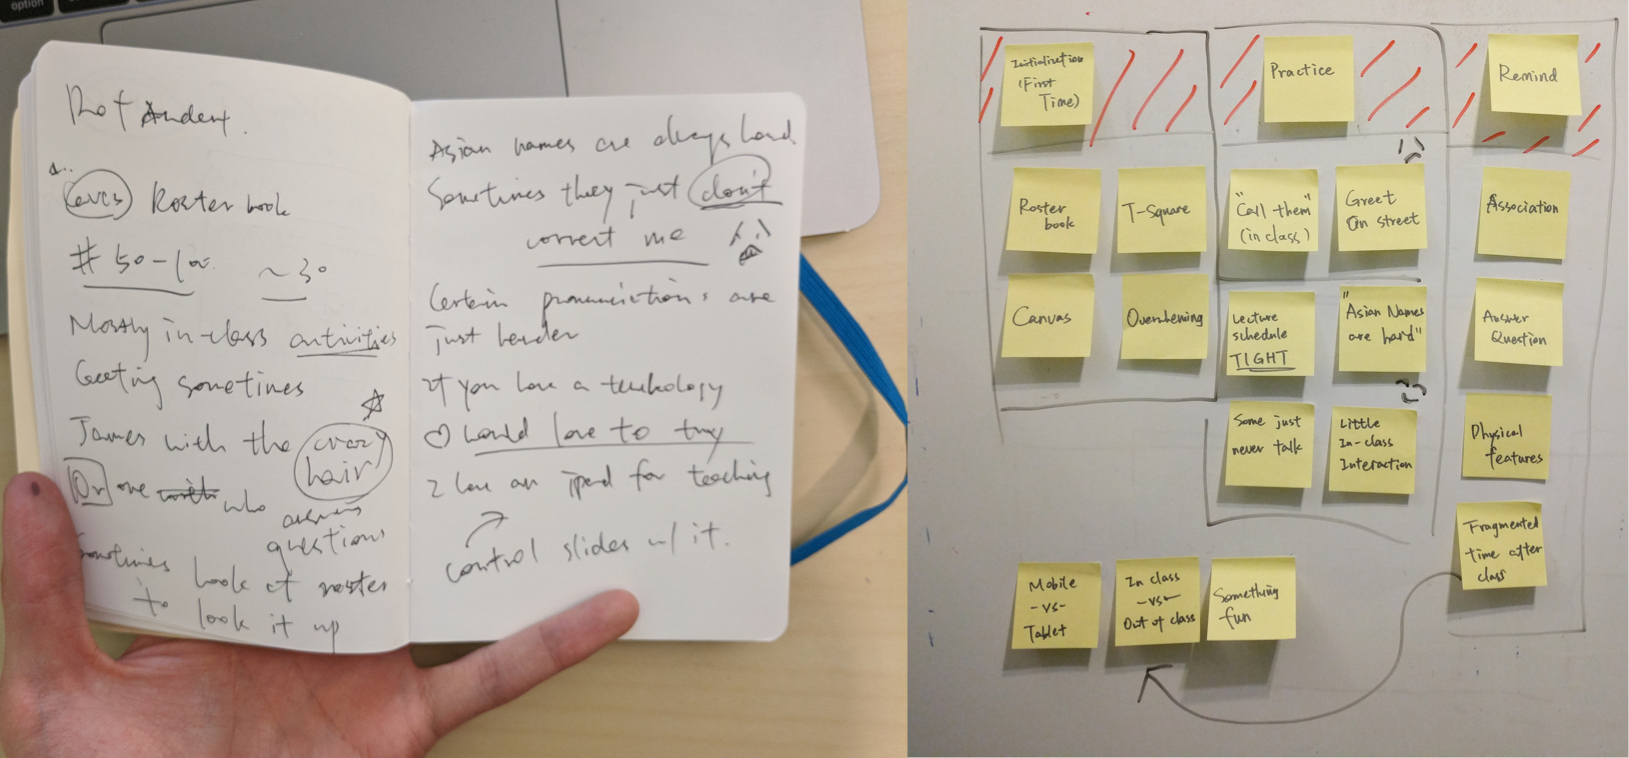 option
Prof
Roster book
# 50-100
~30
Mostly in-class activities
Greeting sometimes
James with the crazy
hair
Or one with who
answers
questions
Sometimes look at roster
to look it up
Asian names are always hard
Sometimes they just don't
correct me
Certain pronunciations are
just harder
If you have a technology
would love to try
I have an ipad for teaching
control slides w/ it.
Initialization
(First
Time)
Practice
Remind
Roster
book
T-Square
"Call them"
(in class)
Greet
On street
Association
Canvas
Lecture
schedule
TIGHT
"Asian Names
are hard"
Answer
Question
Some just
never talk
Little
In-class
Interaction
Physical
features
Fragmented
time after
class
Mobile
-vs-
Tablet
In class
-vs-
Out of class
Something
fun